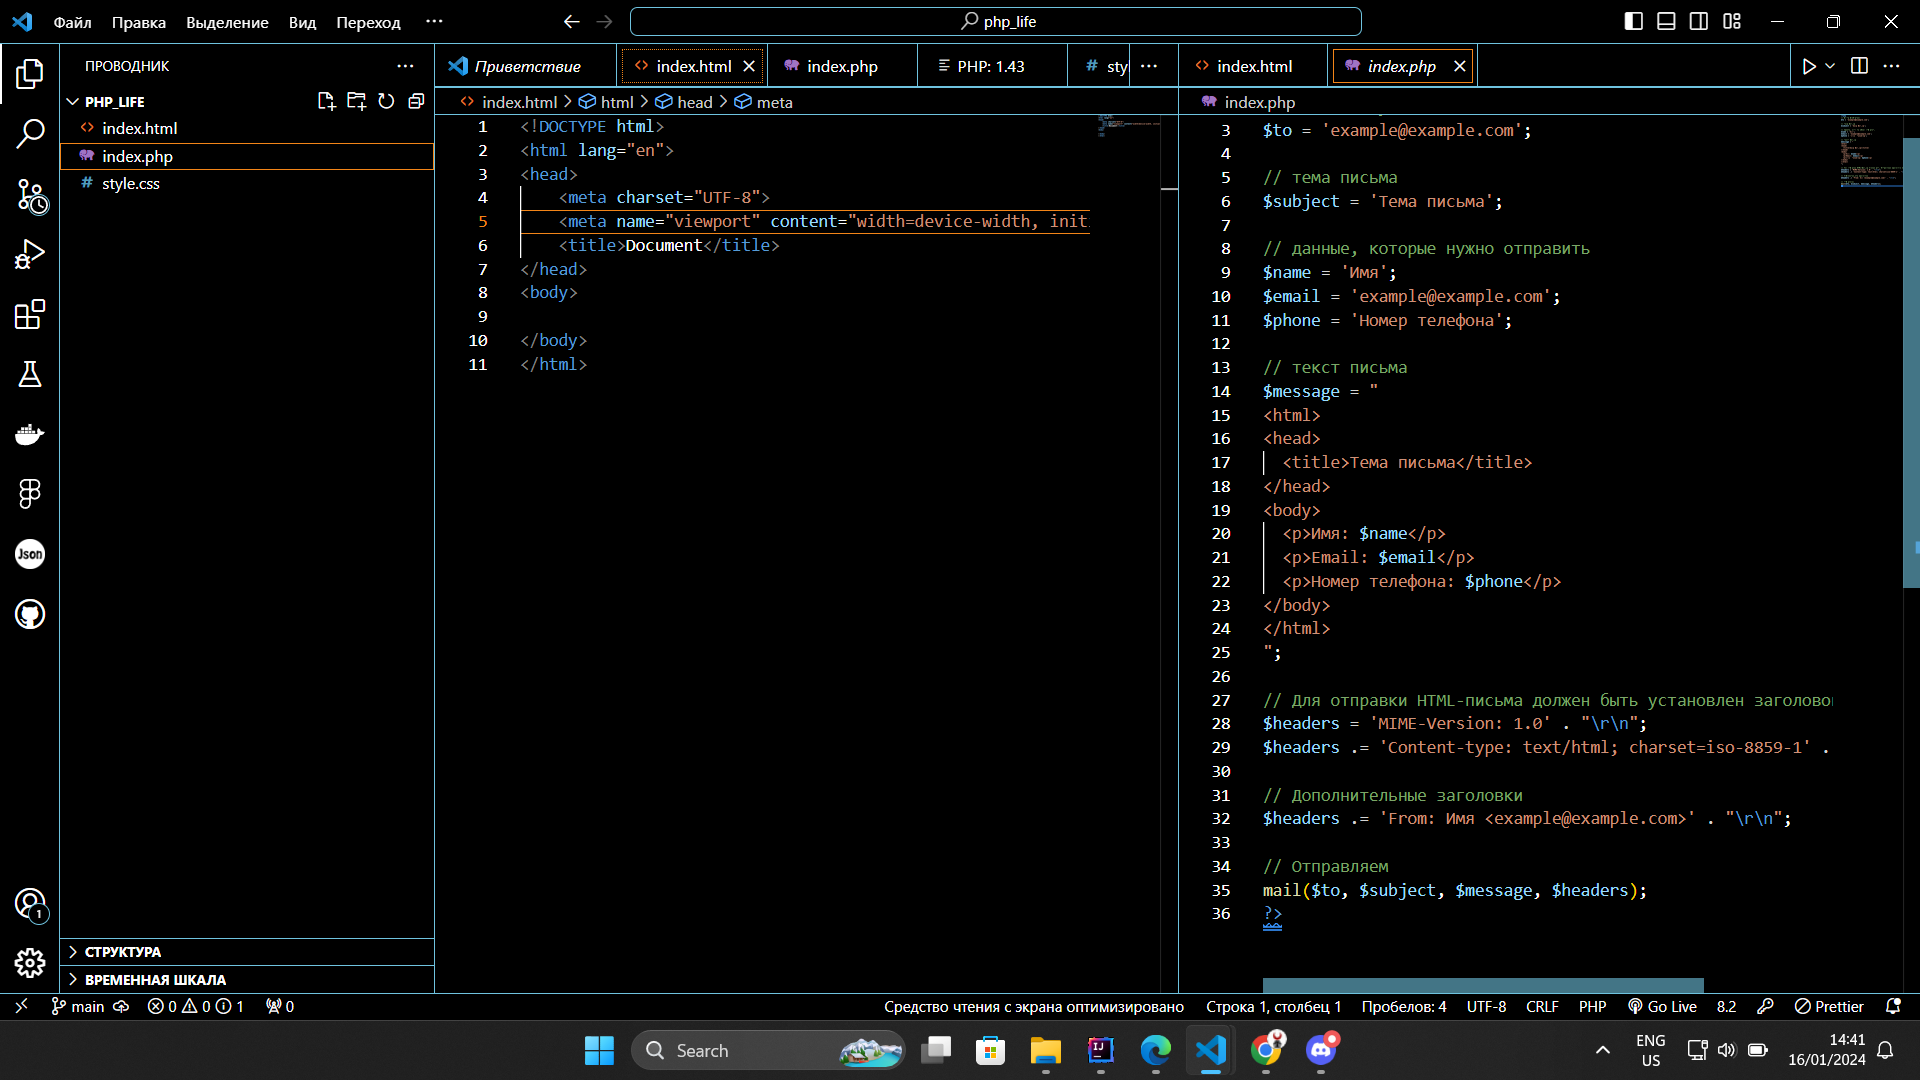 Файл Правка Выделение Вид Переход ···
php_life
ПРОВОДНИК
PHP_LIFE
index.html
index.php
style.css
СТРУКТУРА
ВРЕМЕННАЯ ШКАЛА
Json
1
Приветствие index.html index.php PHP: 1.43 sty ···
index.html > html > head > meta
1 <!DOCTYPE html>
2 <html lang="en">
3 <head>
4 <meta charset="UTF-8">
5 <meta name="viewport" content="width=device-width, init
6 <title>Document</title>
7 </head>
8 <body>
9
10 </body>
11 </html>
index.html index.php
index.php
3 $to = 'example@example.com';
4
5 // тема письма
6 $subject = 'Тема письма';
7
8 // данные, которые нужно отправить
9 $name = 'Имя';
10 $email = 'example@example.com';
11 $phone = 'Номер телефона';
12
13 // текст письма
14 $message = "
15 <html>
16 <head>
17 <title>Тема письма</title>
18 </head>
19 <body>
20 <p>Имя: $name</p>
21 <p>Email: $email</p>
22 <p>Номер телефона: $phone</p>
23 </body>
24 </html>
25 ";
26
27 // Для отправки HTML-письма должен быть установлен заголово
28 $headers = 'MIME-Version: 1.0' . "\r\n";
29 $headers .= 'Content-type: text/html; charset=iso-8859-1' .
30
31 // Дополнительные заголовки
32 $headers .= 'From: Имя <example@example.com>' . "\r\n";
33
34 // Отправляем
35 mail($to, $subject, $message, $headers);
36 ?>
main 0 0 1 0 Средство чтения с экрана оптимизировано Строка 1, столбец 1 Пробелов: 4 UTF-8 CRLF PHP Go Live 8.2 Prettier
Search
IJ
ENG
US
14:41
16/01/2024